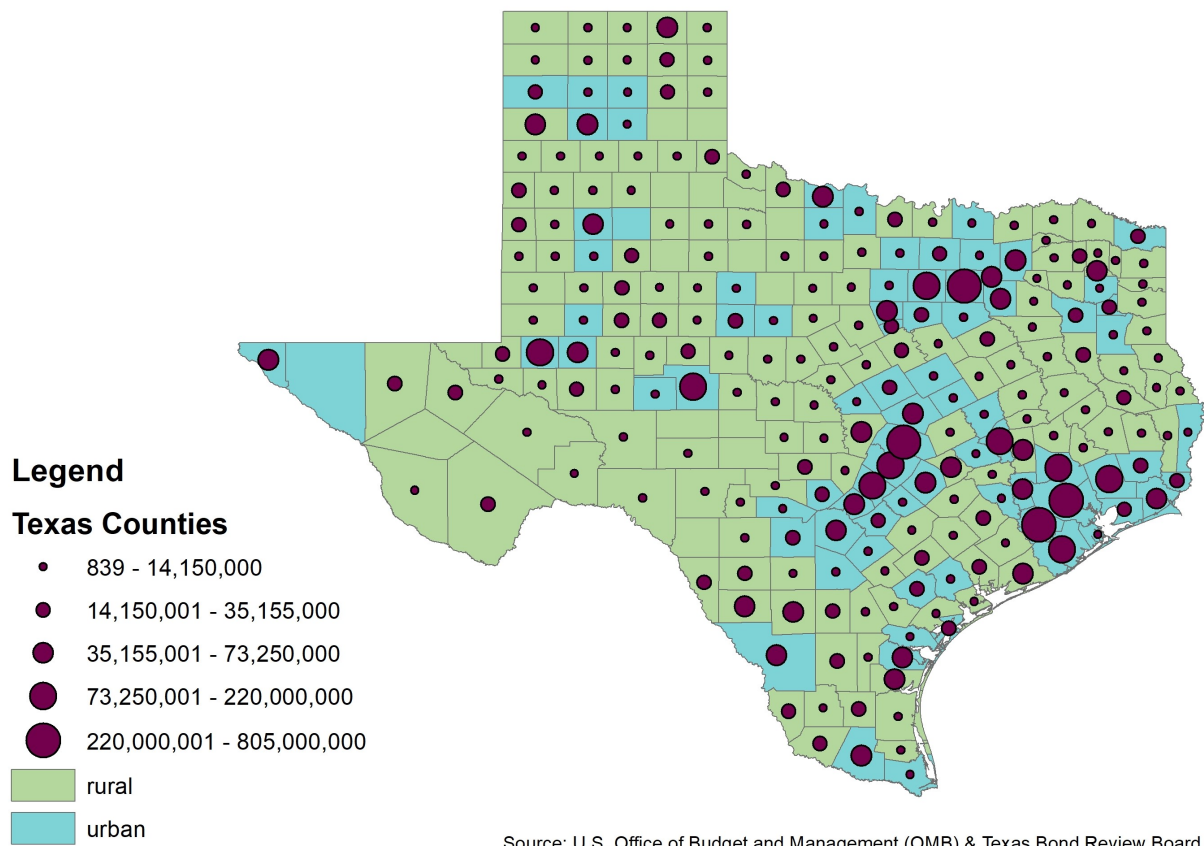 Legend
Texas Counties
839 - 14,150,000
14,150,001 - 35,155,000
35,155,001 - 73,250,000
73,250,001 - 220,000,000
220,000,001 - 805,000,000
rural
urban
Source: U.S. Office of Budget and Management (OMB) & Texas Bond Review Board